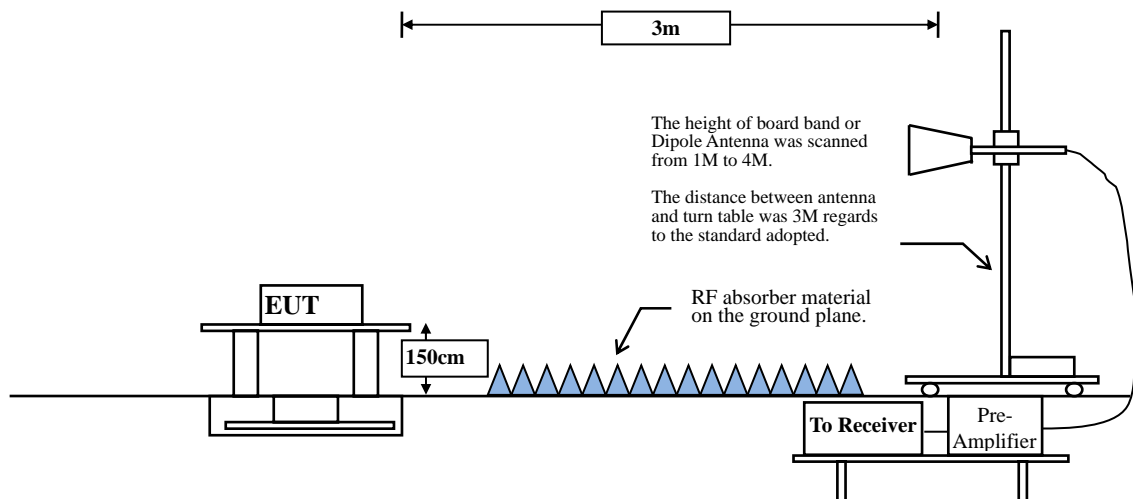 3m
The height of board band or
Dipole Antenna was scanned
from 1M to 4M.
The distance between antenna
and turn table was 3M regards
to the standard adopted.
EUT
RF absorber material
on the ground plane.
150cm
To Receiver
Pre-
Amplifier